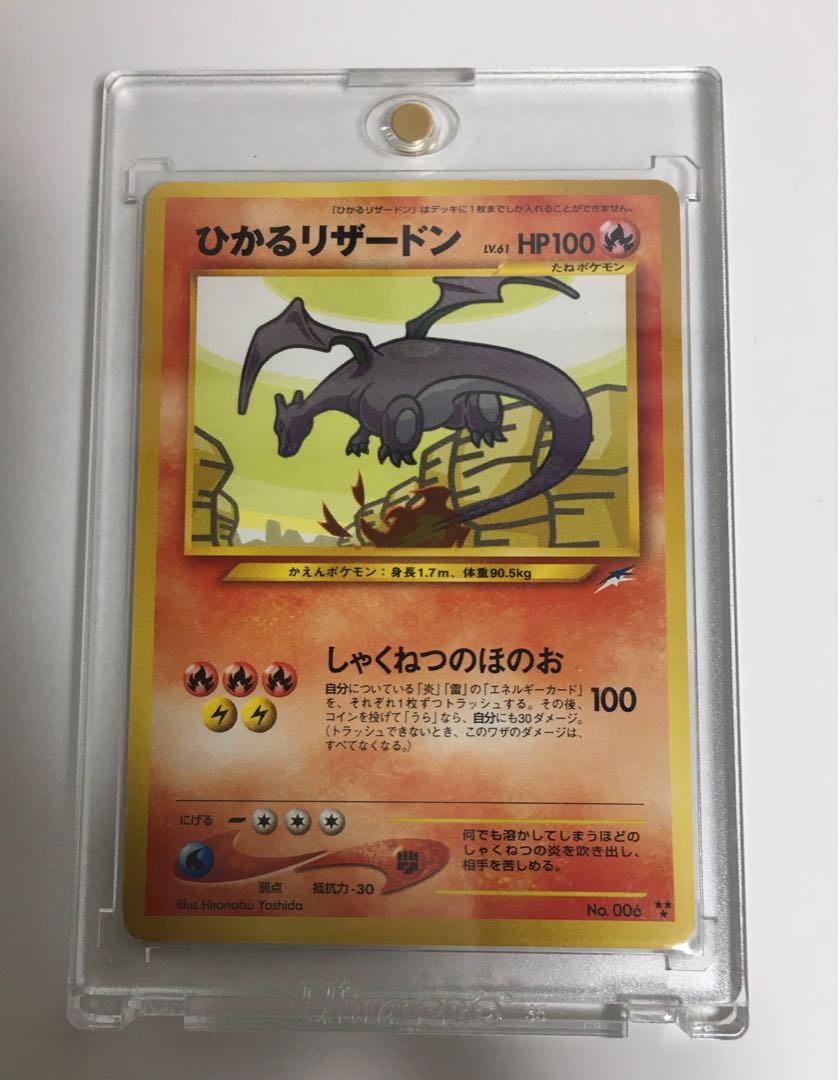 「ひかるリザードン」はデッキに1枚までしか入れることができません。
ひかるリザードン LV.61 HP100
たねポケモン
かえんポケモン：身長1.7m、体重90.5kg
しゃくねつのほのお
自分についている「炎」「雷」の「エネルギーカード」
を、それぞれ1枚ずつトラッシュする。その後、
コインを投げて「うら」なら、自分にも30ダメージ。
（トラッシュできないとき、このワザのダメージは、
すべてなくなる。）
100
にげる
弱点 抵抗力 -30
何でも溶かしてしまうほどの
しゃくねつの炎を吹き出し、
相手を苦しめる。
Illus. Hironobu Yoshida
No. 006
UltraPRO